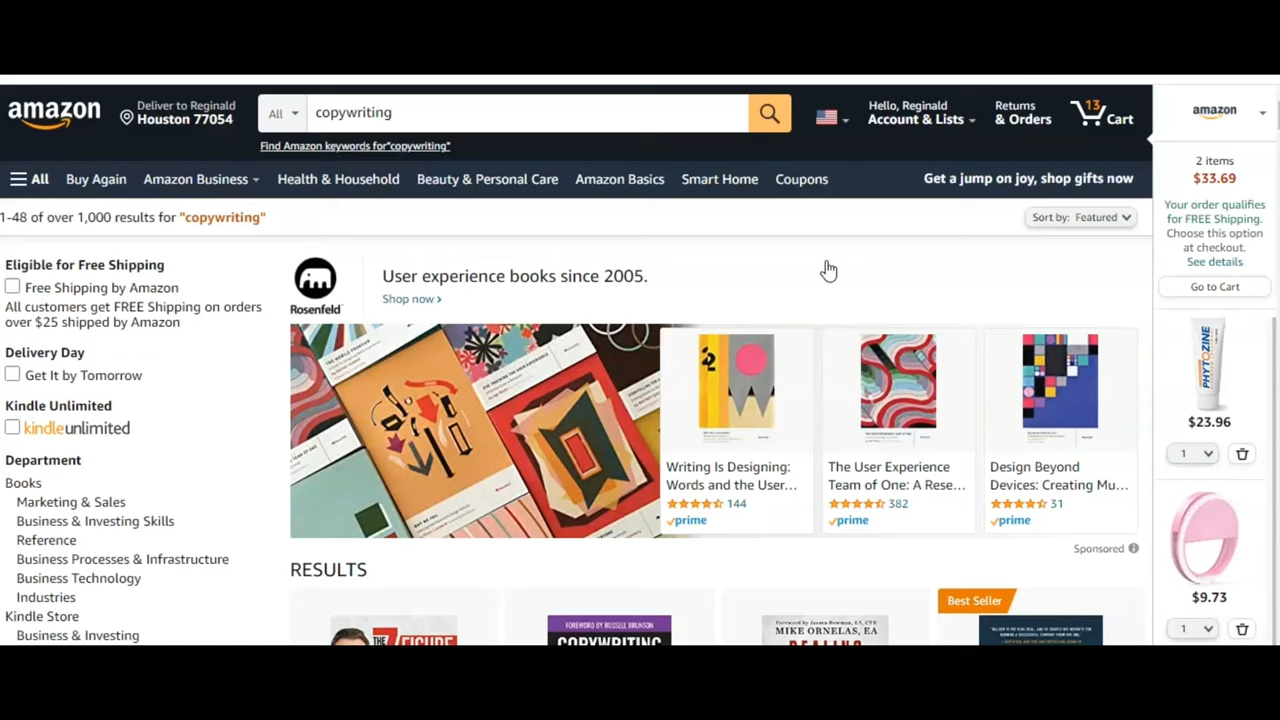 amazon
Deliver to Reginald
Houston 77054
All
copywriting
Hello, Reginald
Account & Lists
Returns
& Orders
13
Cart
Find Amazon keywords for"copywriting"
All
Buy Again
Amazon Business
Health & Household
Beauty & Personal Care
Amazon Basics
Smart Home
Coupons
Get a jump on joy, shop gifts now
1-48 of over 1,000 results for "copywriting"
Sort by: Featured
Eligible for Free Shipping
Free Shipping by Amazon
All customers get FREE Shipping on orders
over $25 shipped by Amazon
Delivery Day
Get It by Tomorrow
Kindle Unlimited
kindleunlimited
Department
Books
Marketing & Sales
Business & Investing Skills
Reference
Business Processes & Infrastructure
Business Technology
Industries
Kindle Store
Business & Investing
Rosenfeld
User experience books since 2005.
Shop now ›
Writing Is Designing:
Words and the User...
144
prime
The User Experience
Team of One: A Rese...
382
prime
Design Beyond
Devices: Creating Mu...
31
prime
Sponsored
RESULTS
THE 7 FIGURE
FOREWORD BY RUSSELL BRUNSON
COPYWRITING
MIKE ORNELAS, EA
Best Seller
amazon
2 items
$33.69
Your order qualifies
for FREE Shipping.
Choose this option
at checkout.
See details
Go to Cart
PHYTOZINE
$23.96
1
$9.73
1